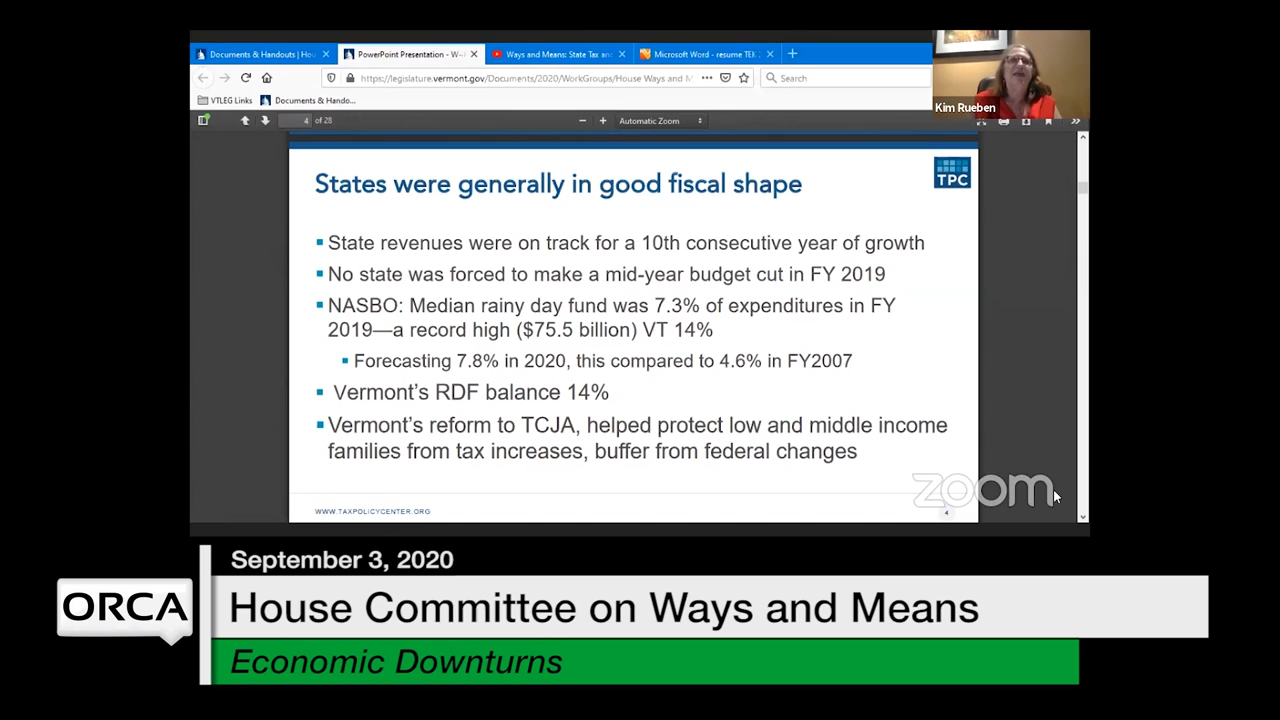 Documents & Handouts | Hou
PowerPoint Presentation - W~
Ways and Means: State Tax and
Microsoft Word - resume TEK
https://legislature.vermont.gov/Documents/2020/WorkGroups/House Ways and M
Search
VTLEG Links
Documents & Hando...
4 of 28
Automatic Zoom
Kim Rueben
States were generally in good fiscal shape
TPC
State revenues were on track for a 10th consecutive year of growth
No state was forced to make a mid-year budget cut in FY 2019
NASBO: Median rainy day fund was 7.3% of expenditures in FY
2019—a record high ($75.5 billion) VT 14%
Forecasting 7.8% in 2020, this compared to 4.6% in FY2007
Vermont's RDF balance 14%
Vermont's reform to TCJA, helped protect low and middle income
families from tax increases, buffer from federal changes
zoom
WWW.TAXPOLICYCENTER.ORG
4
September 3, 2020
ORCA
House Committee on Ways and Means
Economic Downturns